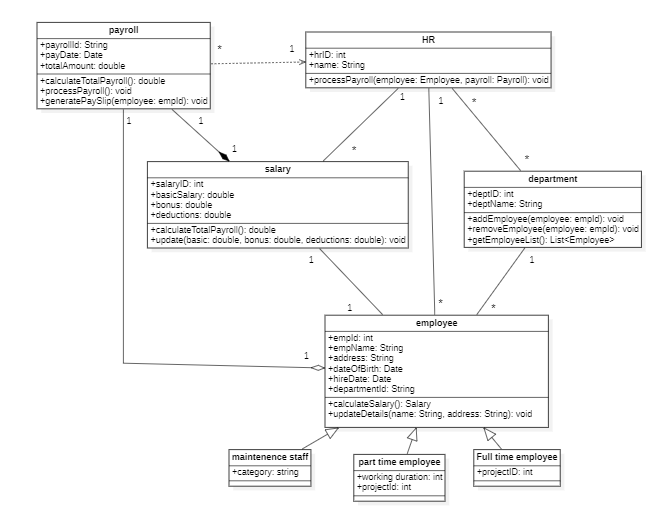 payroll
+payrollId: String
+payDate: Date
+totalAmount: double
+calculateTotalPayroll(): double
+processPayroll(): void
+generatePaySlip(employee: empId): void
*
1
HR
+hrID: int
+name: String
+processPayroll(employee: Employee, payroll: Payroll): void
1
1
1
1
*
1
*
*
salary
+salaryID: int
+basicSalary: double
+bonus: double
+deductions: double
+calculateTotalPayroll(): double
+update(basic: double, bonus: double, deductions: double): void
department
+deptID: int
+deptName: String
+addEmployee(employee: empId): void
+removeEmployee(employee: empId): void
+getEmployeeList(): List<Employee>
1
1
1
*
*
1
employee
+empId: int
+empName: String
+address: String
+dateOfBirth: Date
+hireDate: Date
+departmentId: String
+calculateSalary(): Salary
+updateDetails(name: String, address: String): void
maintenence staff
+category: string
part time employee
+working duration: int
+projectId: int
Full time employee
+projectID: int